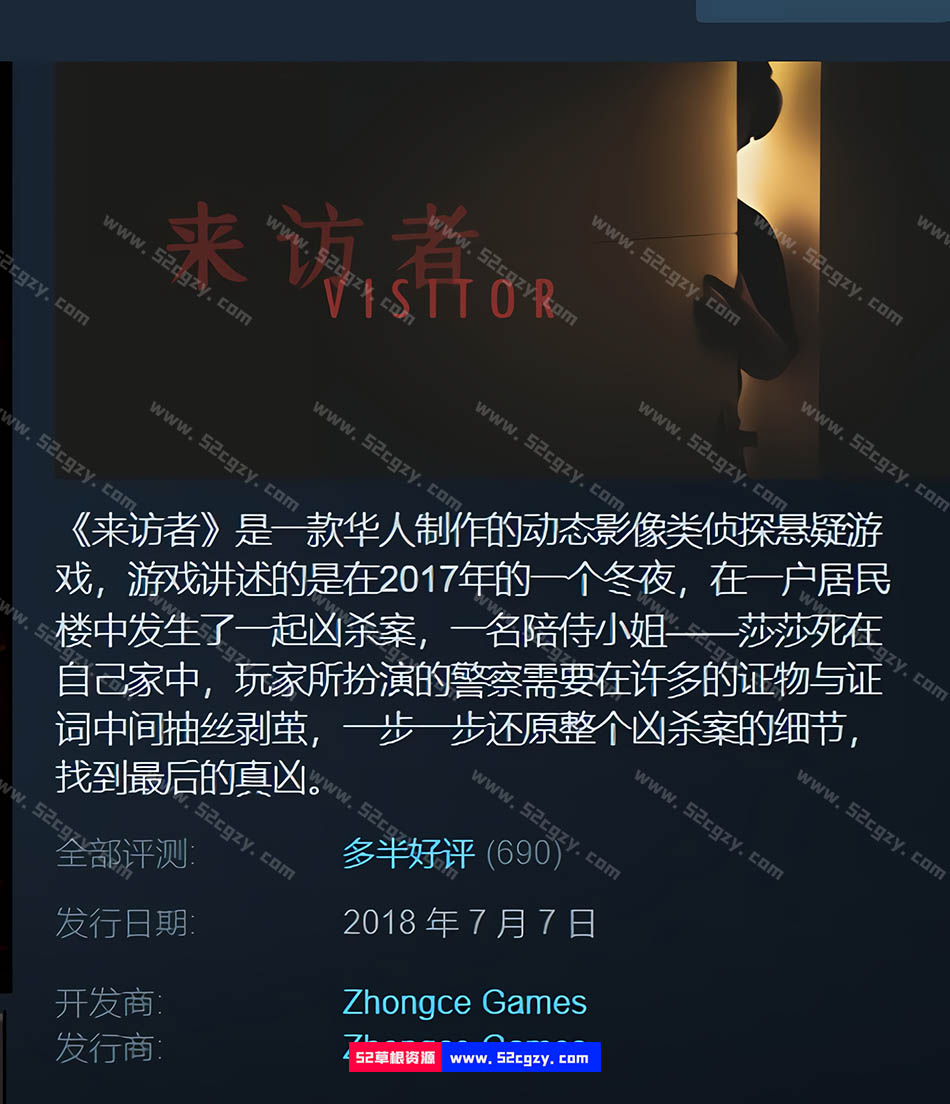 来访者
VISITOR
《来访者》是一款华人制作的动态影像类侦探悬疑游
戏，游戏讲述的是在2017年的一个冬夜，在一户居民
楼中发生了一起凶杀案，一名陪侍小姐——莎莎死在
自己家中，玩家所扮演的警察需要在许多的证物与证
词中间抽丝剥茧，一步一步还原整个凶杀案的细节，
找到最后的真凶。
全部评测: 多半好评 (690)
发行日期: 2018 年 7 月 7 日
开发商: Zhongce Games
发行商: Zhongce Games
52草根资源 www.52cgzy.com
www.52cgzy.com